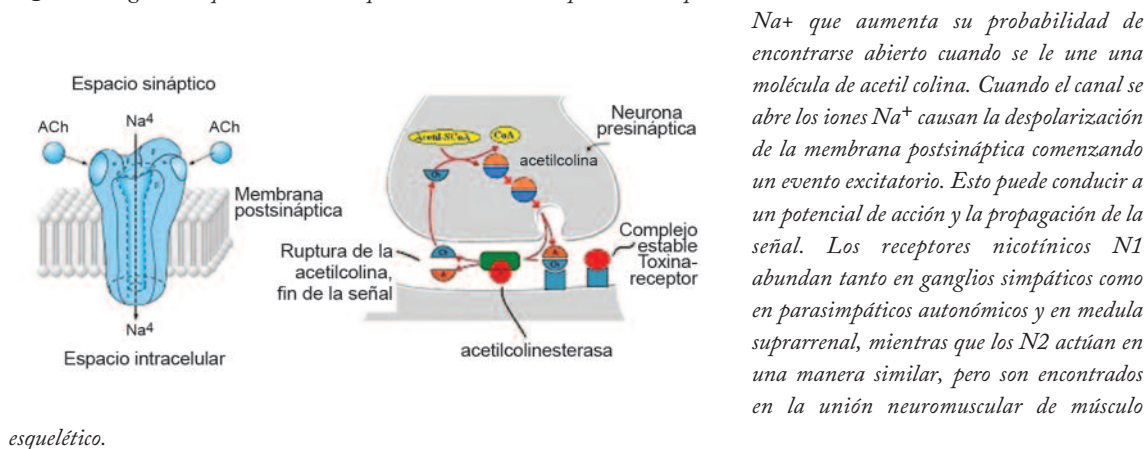 Na+ que aumenta su probabilidad de
encontrarse abierto cuando se le une una
molécula de acetil colina. Cuando el canal se
abre los iones Na+ causan la despolarización
de la membrana postsináptica comenzando
un evento excitatorio. Esto puede conducir a
un potencial de acción y la propagación de la
señal. Los receptores nicotínicos N1
abundan tanto en ganglios simpáticos como
en parasimpáticos autonómicos y en medula
suprarrenal, mientras que los N2 actúan en
una manera similar, pero son encontrados
en la unión neuromuscular de músculo
esquelético.
Espacio sináptico
ACh
Na4
ACh
Membrana
postsináptica
Na4
Espacio intracelular
Neurona
presináptica
Acetil-SCoA
CoA
acetilcolina
Ch
A
Ch
Ruptura de la
acetilcolina,
fin de la señal
Ch
A
Complejo
estable
Toxina-
receptor
acetilcolinesterasa